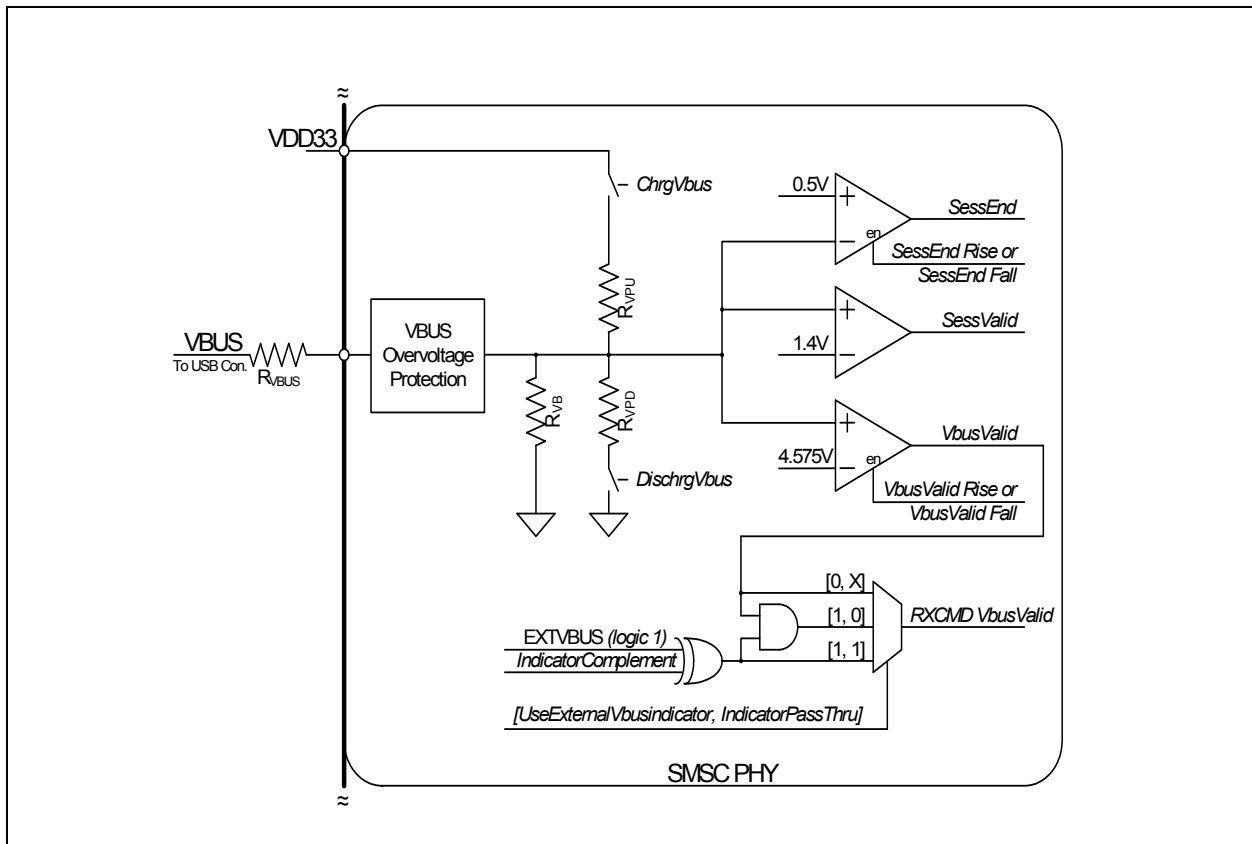 ≈
VDD33
ChrgVbus
0.5V
+
SessEnd
en
−
SessEnd Rise or
SessEnd Fall
RVPU
VBUS
Overvoltage
Protection
+
SessValid
1.4V
−
VBUS
To USB Con.
RVBUS
RVB
RVPD
+
VbusValid
4.575V
en
−
DischrgVbus
VbusValid Rise or
VbusValid Fall
[0, X]
[1, 0]
RXCMD VbusValid
EXTVBUS (logic 1)
[1, 1]
IndicatorComplement
[UseExternalVbusindicator, IndicatorPassThru]
SMSC PHY
≈